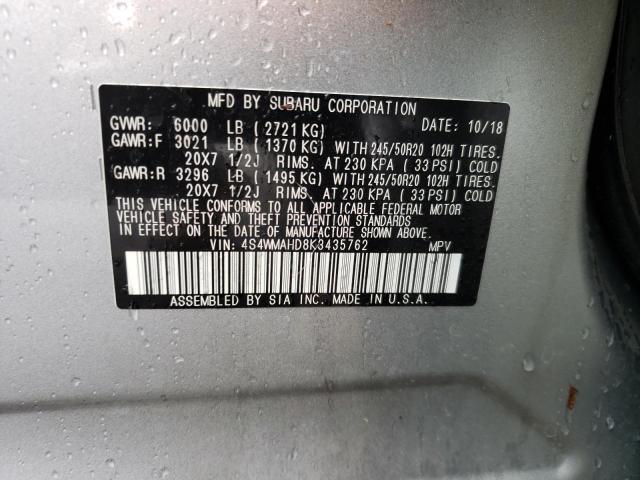 MFD BY SUBARU CORPORATION
GVWR: 6000 LB ( 2721 KG) DATE: 10/18
GAWR:F 3021 LB ( 1370 KG) WITH 245/50R20 102H TIRES.
20X7 1/2J RIMS. AT 230 KPA ( 33 PSI) COLD
GAWR:R 3296 LB ( 1495 KG) WITH 245/50R20 102H TIRES.
20X7 1/2J RIMS. AT 230 KPA ( 33 PSI) COLD
THIS VEHICLE CONFORMS TO ALL APPLICABLE FEDERAL MOTOR
VEHICLE SAFETY AND THEFT PREVENTION STANDARDS
IN EFFECT ON THE DATE OF MANUFACTURE SHOWN ABOVE.
VIN: 4S4WMAHD8K3435762 MPV
ASSEMBLED BY SIA INC. MADE IN U.S.A.